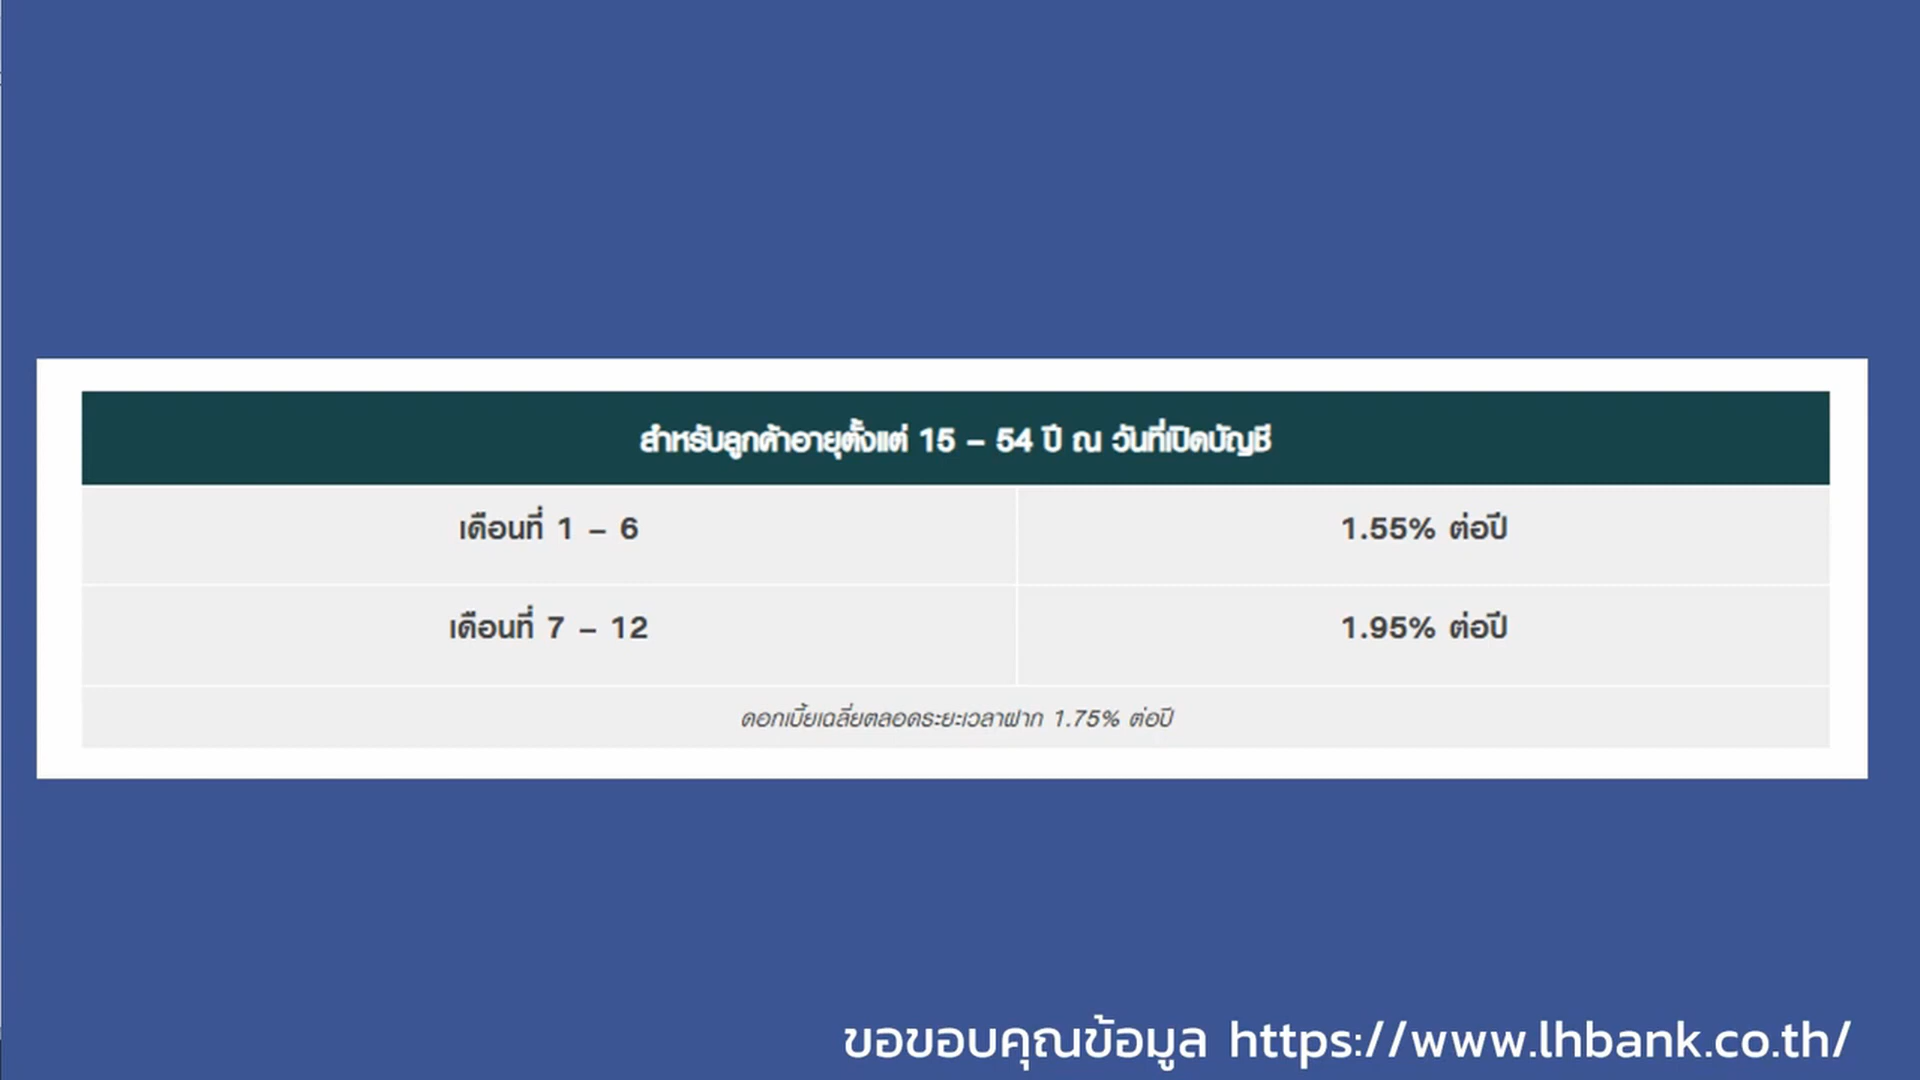 สำหรับลูกค้าอายุตั้งแต่ 15 – 54 ปี ณ วันที่เปิดบัญชี
เดือนที่ 1 – 6 1.55% ต่อปี
เดือนที่ 7 – 12 1.95% ต่อปี
ดอกเบี้ยเฉลี่ยตลอดระยะเวลาฝาก 1.75% ต่อปี
ขอขอบคุณข้อมูล https://www.lhbank.co.th/